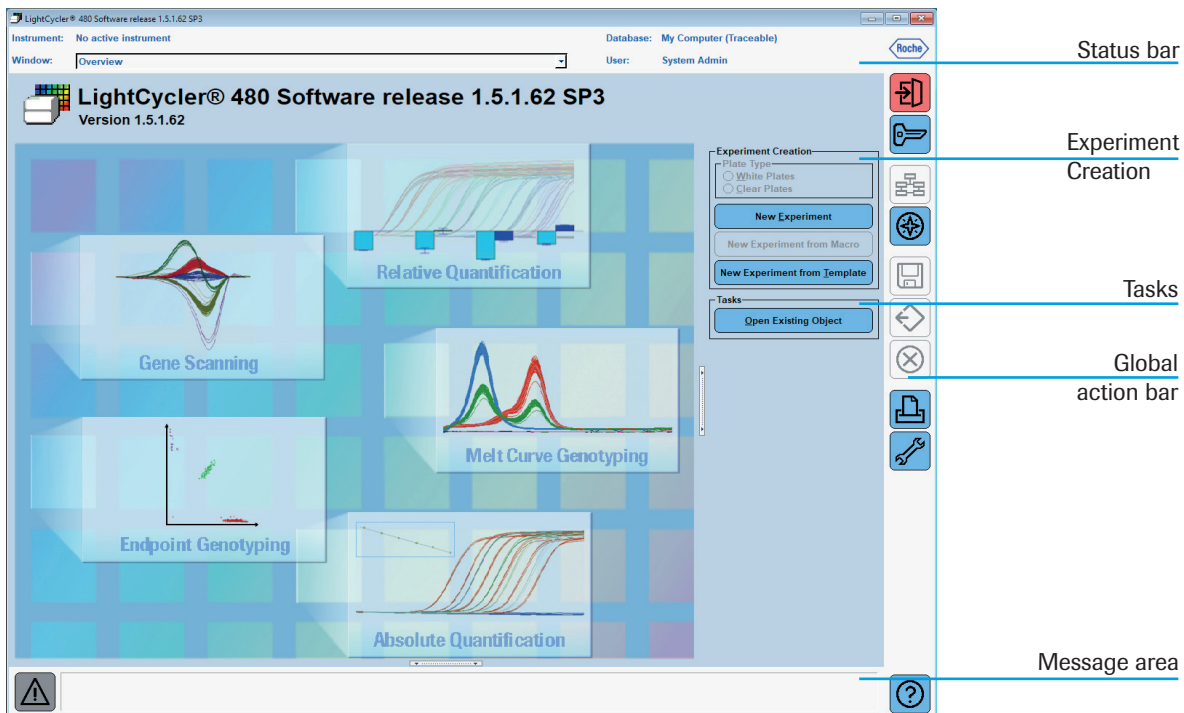 LightCycler® 480 Software release 1.5.1.62 SP3
Instrument: No active instrument
Database: My Computer (Traceable)
Window: Overview
User: System Admin
Roche
Status bar
LightCycler® 480 Software release 1.5.1.62 SP3
Version 1.5.1.62
Experiment Creation
Plate Type
White Plates
Clear Plates
New Experiment
New Experiment from Macro
New Experiment from Template
Tasks
Open Existing Object
Experiment
Creation
Tasks
Global
action bar
Relative Quantification
Gene Scanning
Melt Curve Genotyping
Endpoint Genotyping
Absolute Quantification
Message area